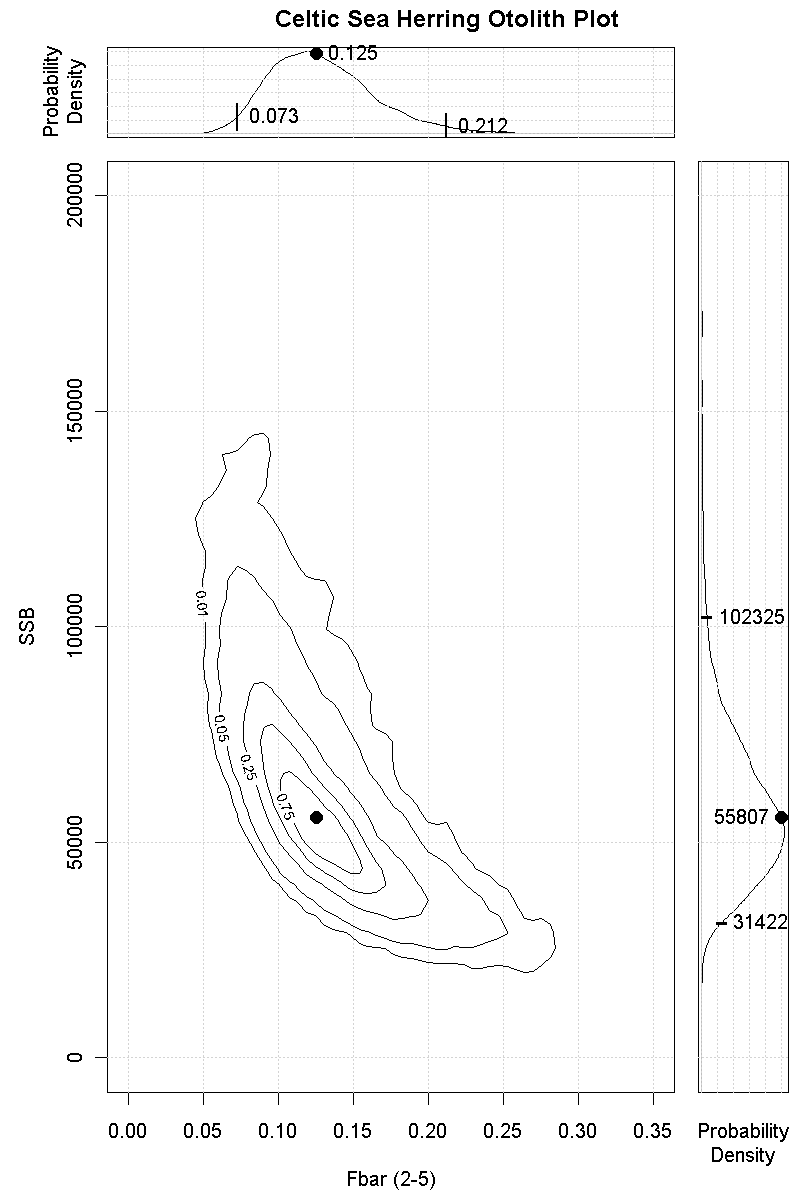 Celtic Sea Herring Otolith Plot
Probability
Density
0.125
0.073
0.212
200000
150000
100000
50000
0
SSB
0.01
0.05
0.25
0.75
102325
55807
31422
0.00 0.05 0.10 0.15 0.20 0.25 0.30 0.35
Fbar (2-5)
Probability
Density